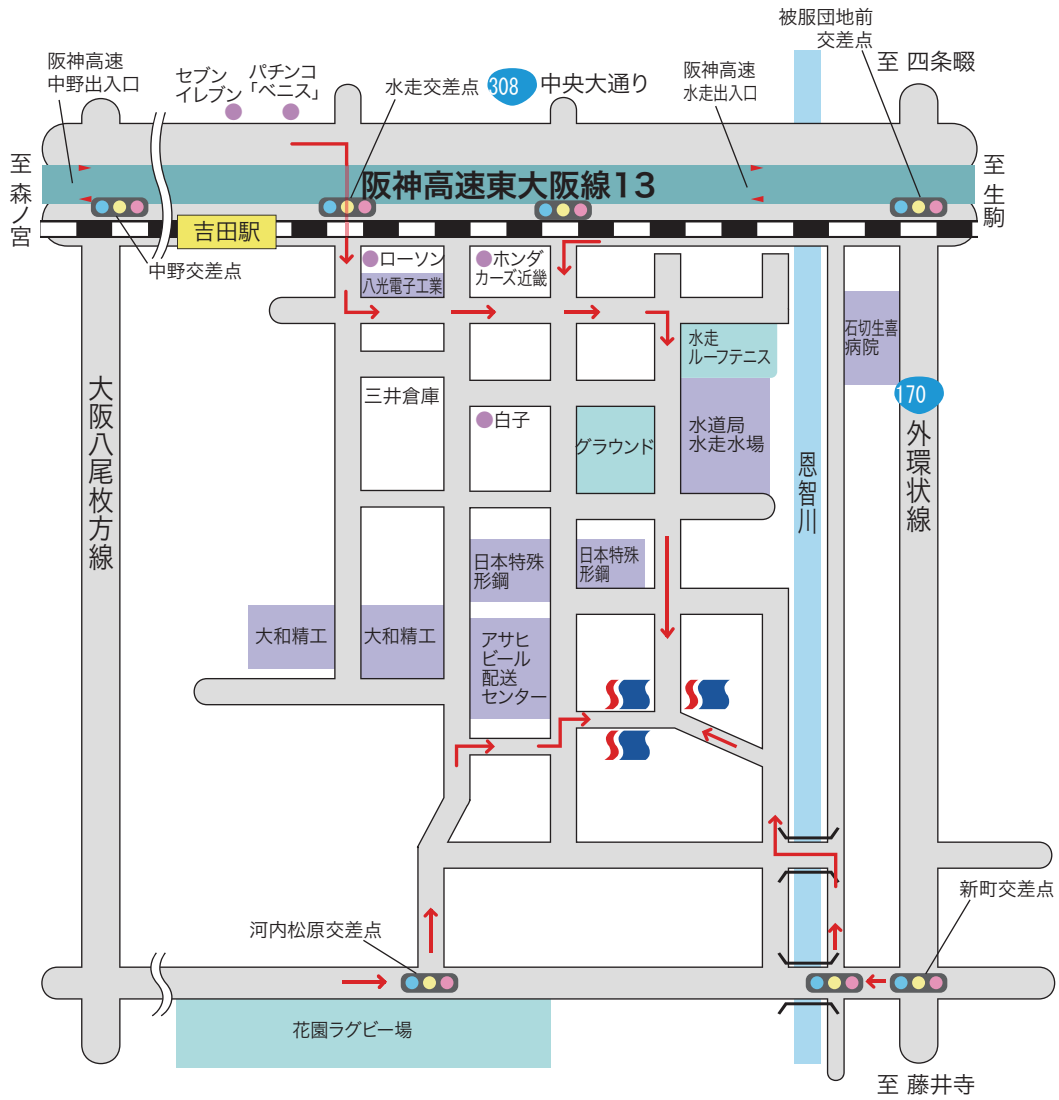 被服団地前
交差点
阪神高速
中野出入口
セブン
イレブン
パチンコ
「ベニス」
水走交差点
308
中央大通り
阪神高速
水走出入口
至 四条畷
至 森ノ宮
阪神高速東大阪線13
至 生駒
吉田駅
中野交差点
ローソン
八光電子工業
ホンダ
カーズ近畿
水走
ルーフテニス
石切生喜
病院
大阪八尾枚方線
三井倉庫
白子
グラウンド
水道局
水走水場
恩智川
170
外環状線
日本特殊
形鋼
日本特殊
形鋼
大和精工
大和精工
アサヒ
ビール
配送
センター
河内松原交差点
新町交差点
花園ラグビー場
至 藤井寺